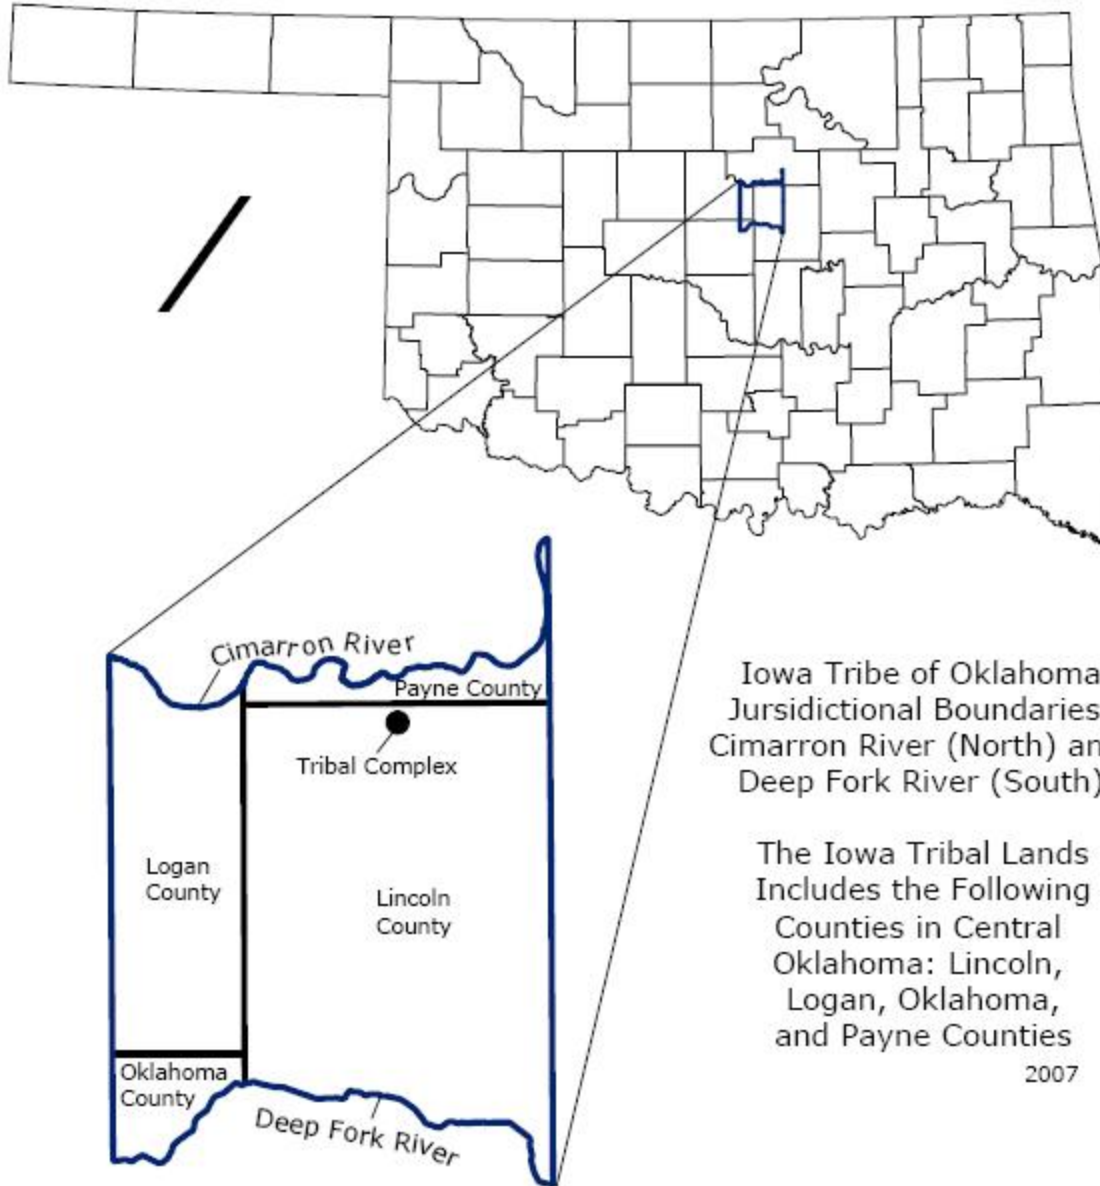 Cimarron River
Payne County
Tribal Complex
Logan
County
Lincoln
County
Oklahoma
County
Deep Fork River
Iowa Tribe of Oklahoma
Jursidictional Boundaries
Cimarron River (North) an
Deep Fork River (South)
The Iowa Tribal Lands
Includes the Following
Counties in Central
Oklahoma: Lincoln,
Logan, Oklahoma,
and Payne Counties
2007